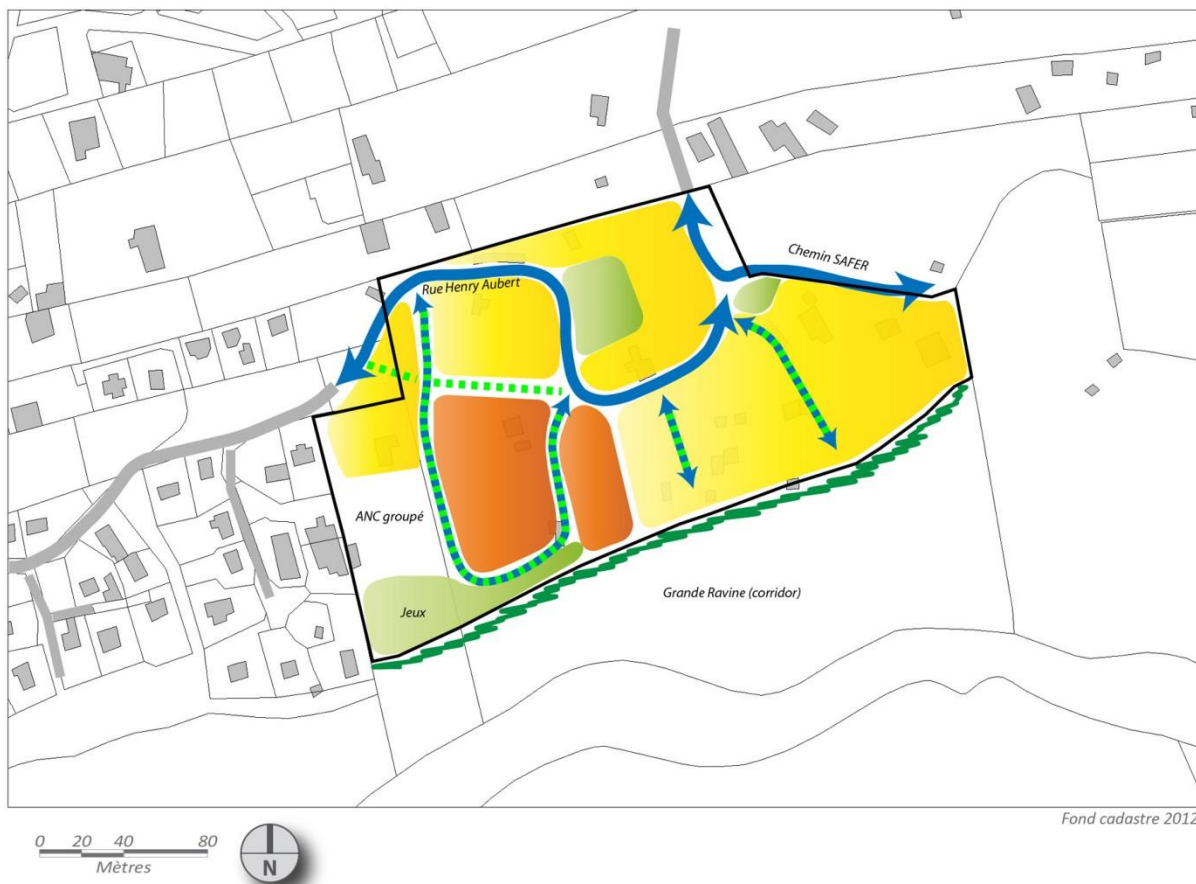 Chemin SAFER
Rue Henry Aubert
ANC groupé
Grande Ravine (corridor)
Jeux
Fond cadastre 2012
0 20 40 80
Mètres
N